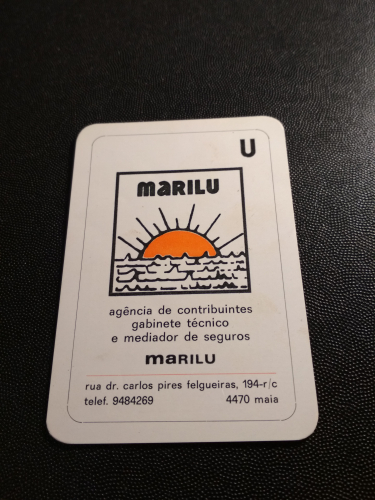 U
maRILU
agência de contribuintes
gabinete técnico
e mediador de seguros
maRILU
rua dr. carlos pires felgueiras, 194-r/c
telef. 9484269 4470 maia